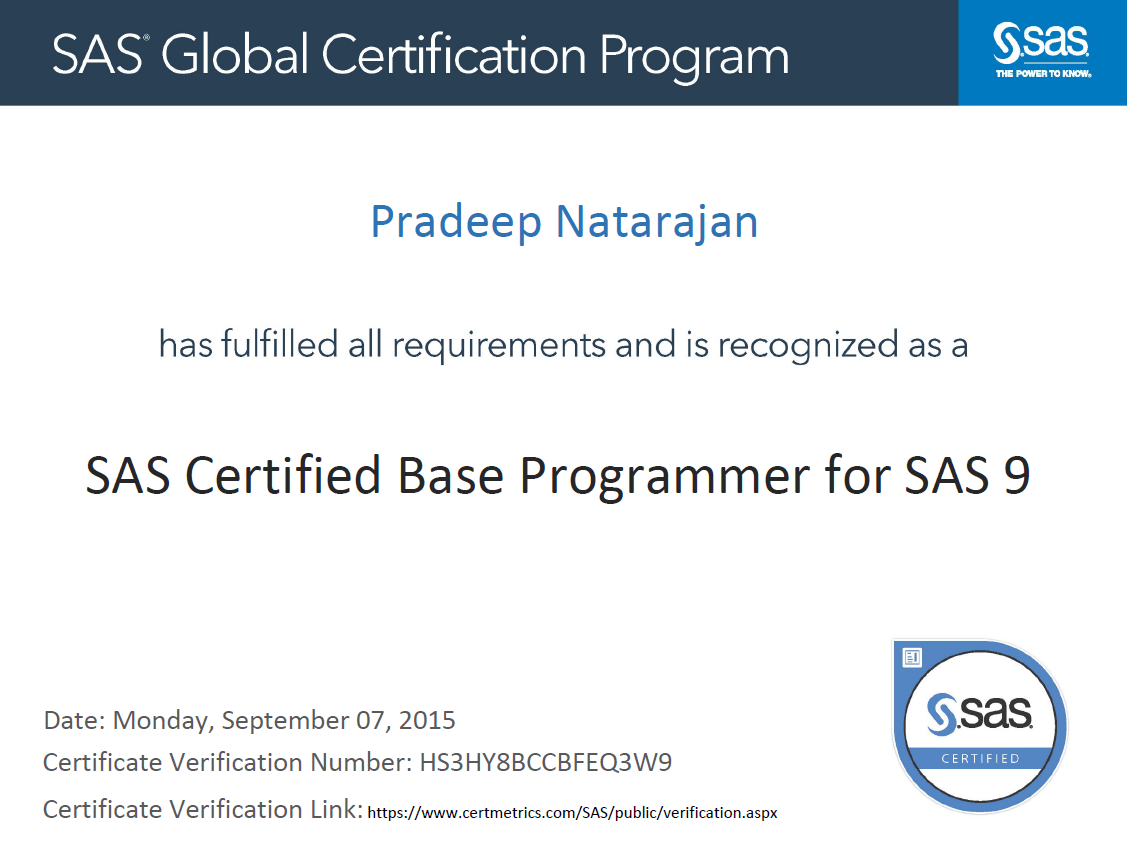 SAS® Global Certification Program
sas
THE POWER TO KNOW®
Pradeep Natarajan
has fulfilled all requirements and is recognized as a
SAS Certified Base Programmer for SAS 9
Date: Monday, September 07, 2015
Certificate Verification Number: HS3HY8BCCBFEQ3W9
Certificate Verification Link: https://www.certmetrics.com/SAS/public/verification.aspx
sas
CERTIFIED